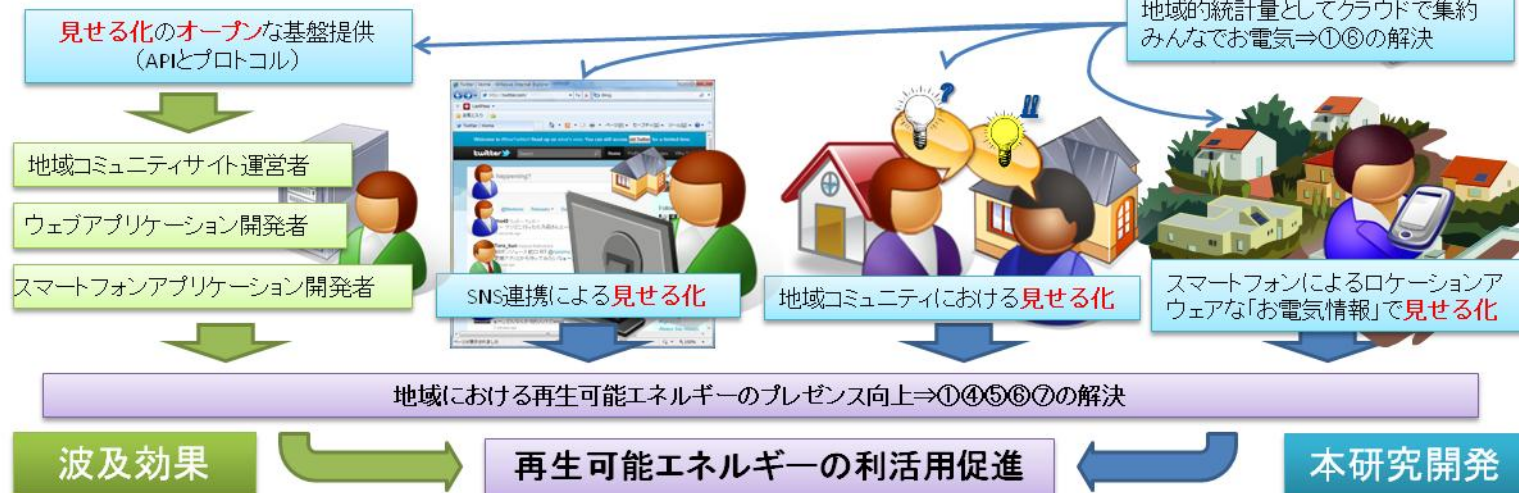 地域的統計量としてクラウドで集約
みんなでお電気⇒①⑥の解決
見せる化のオープンな基盤提供
（APIとプロトコル）
地域コミュニティサイト運営者
ウェブアプリケーション開発者
スマートフォンアプリケーション開発者
twitter
happening?
SNS連携による見せる化
地域コミュニティにおける見せる化
スマートフォンによるロケーションア
ウェアな「お電気情報」で見せる化
地域における再生可能エネルギーのプレゼンス向上⇒①④⑤⑥⑦の解決
波及効果
再生可能エネルギーの利活用促進
本研究開発